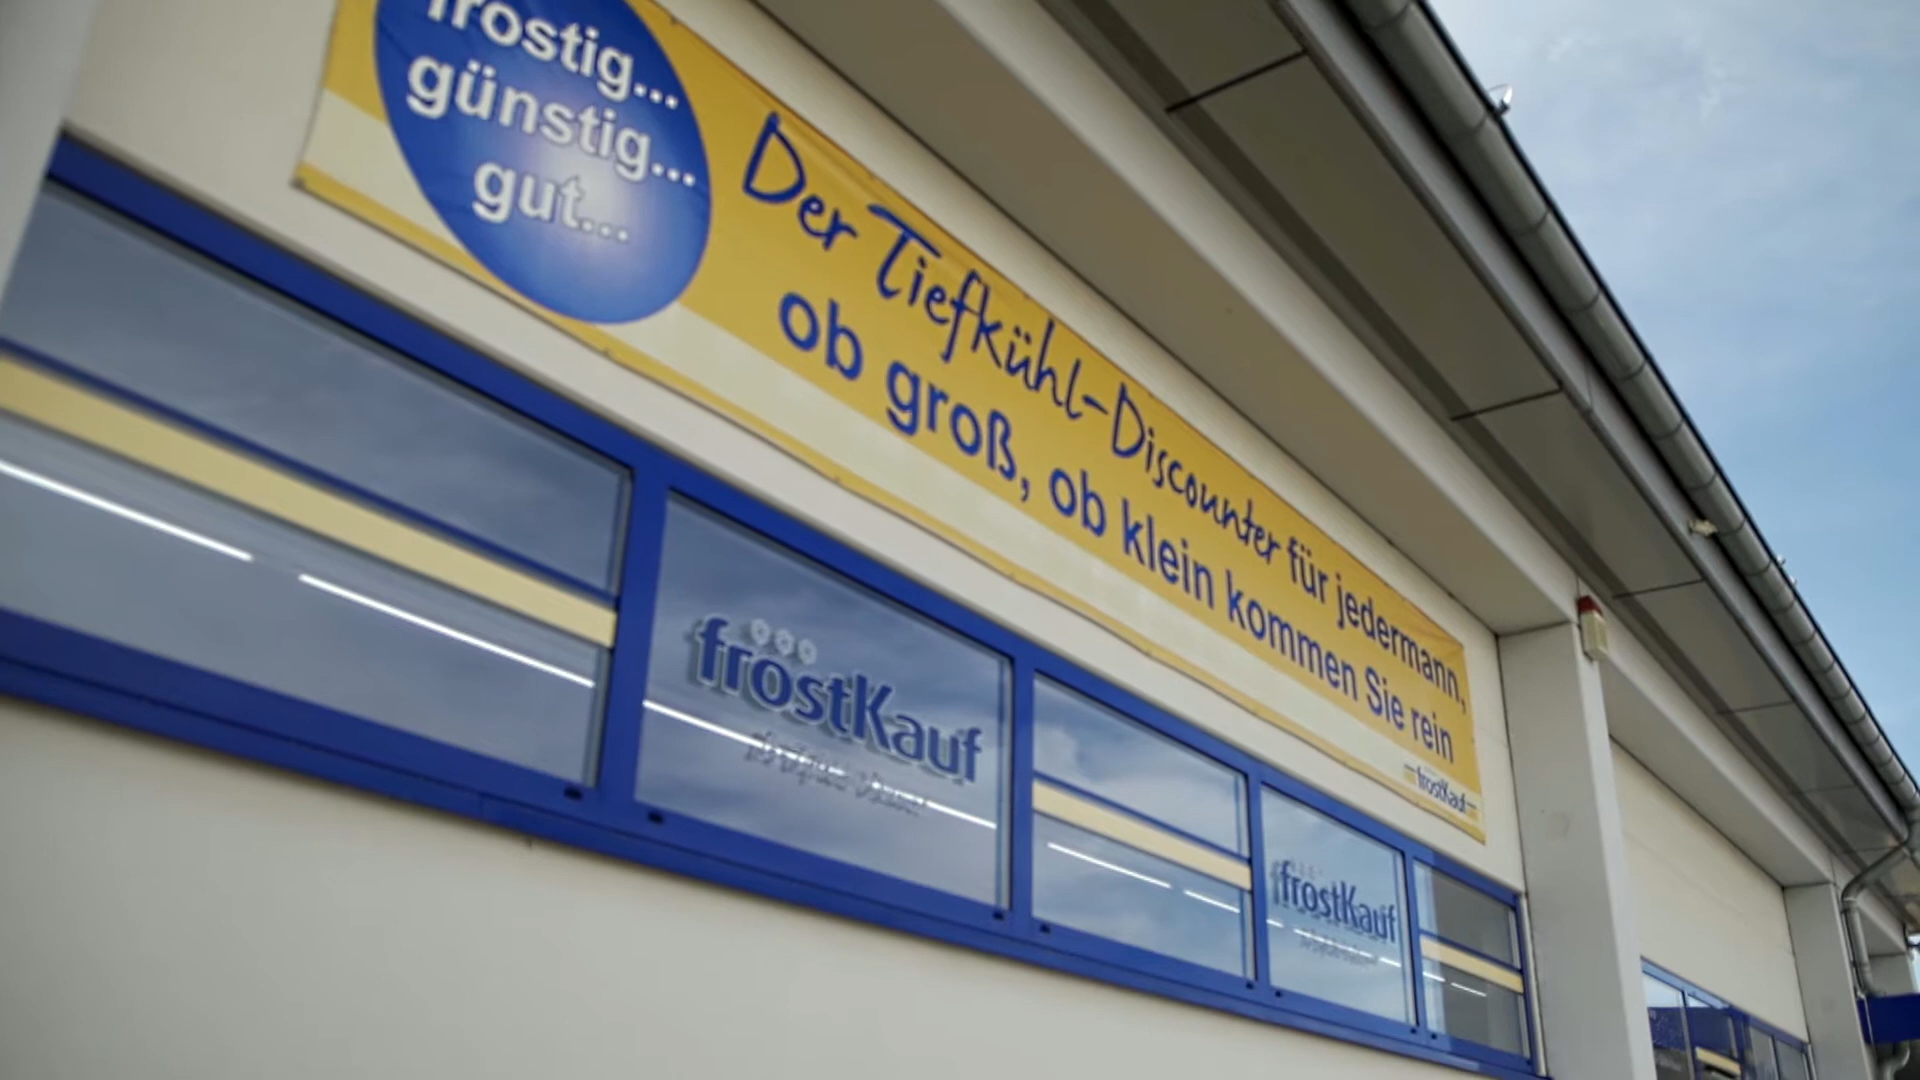 frostig...
günstig...
gut...
Der Tiefkühl-Discounter für jedermann,
ob groß, ob klein kommen Sie rein
frostKauf
frostKauf
frostKauf